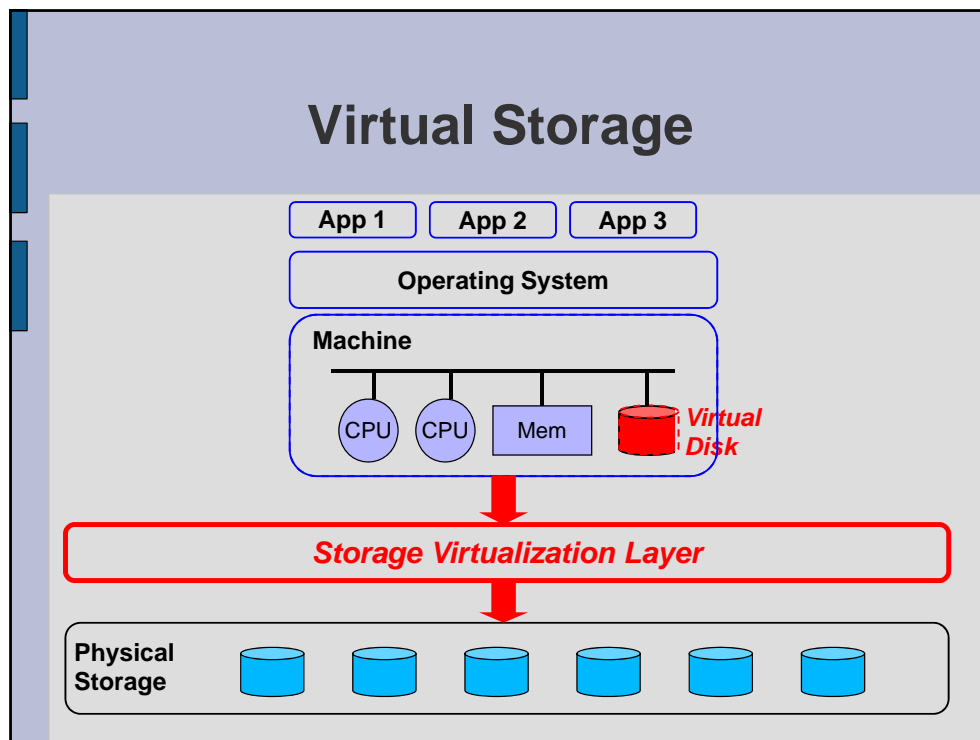 Virtual Storage
App 1
App 2
App 3
Operating System
Machine
CPU
CPU
Mem
Virtual
Disk
Storage Virtualization Layer
Physical
Storage